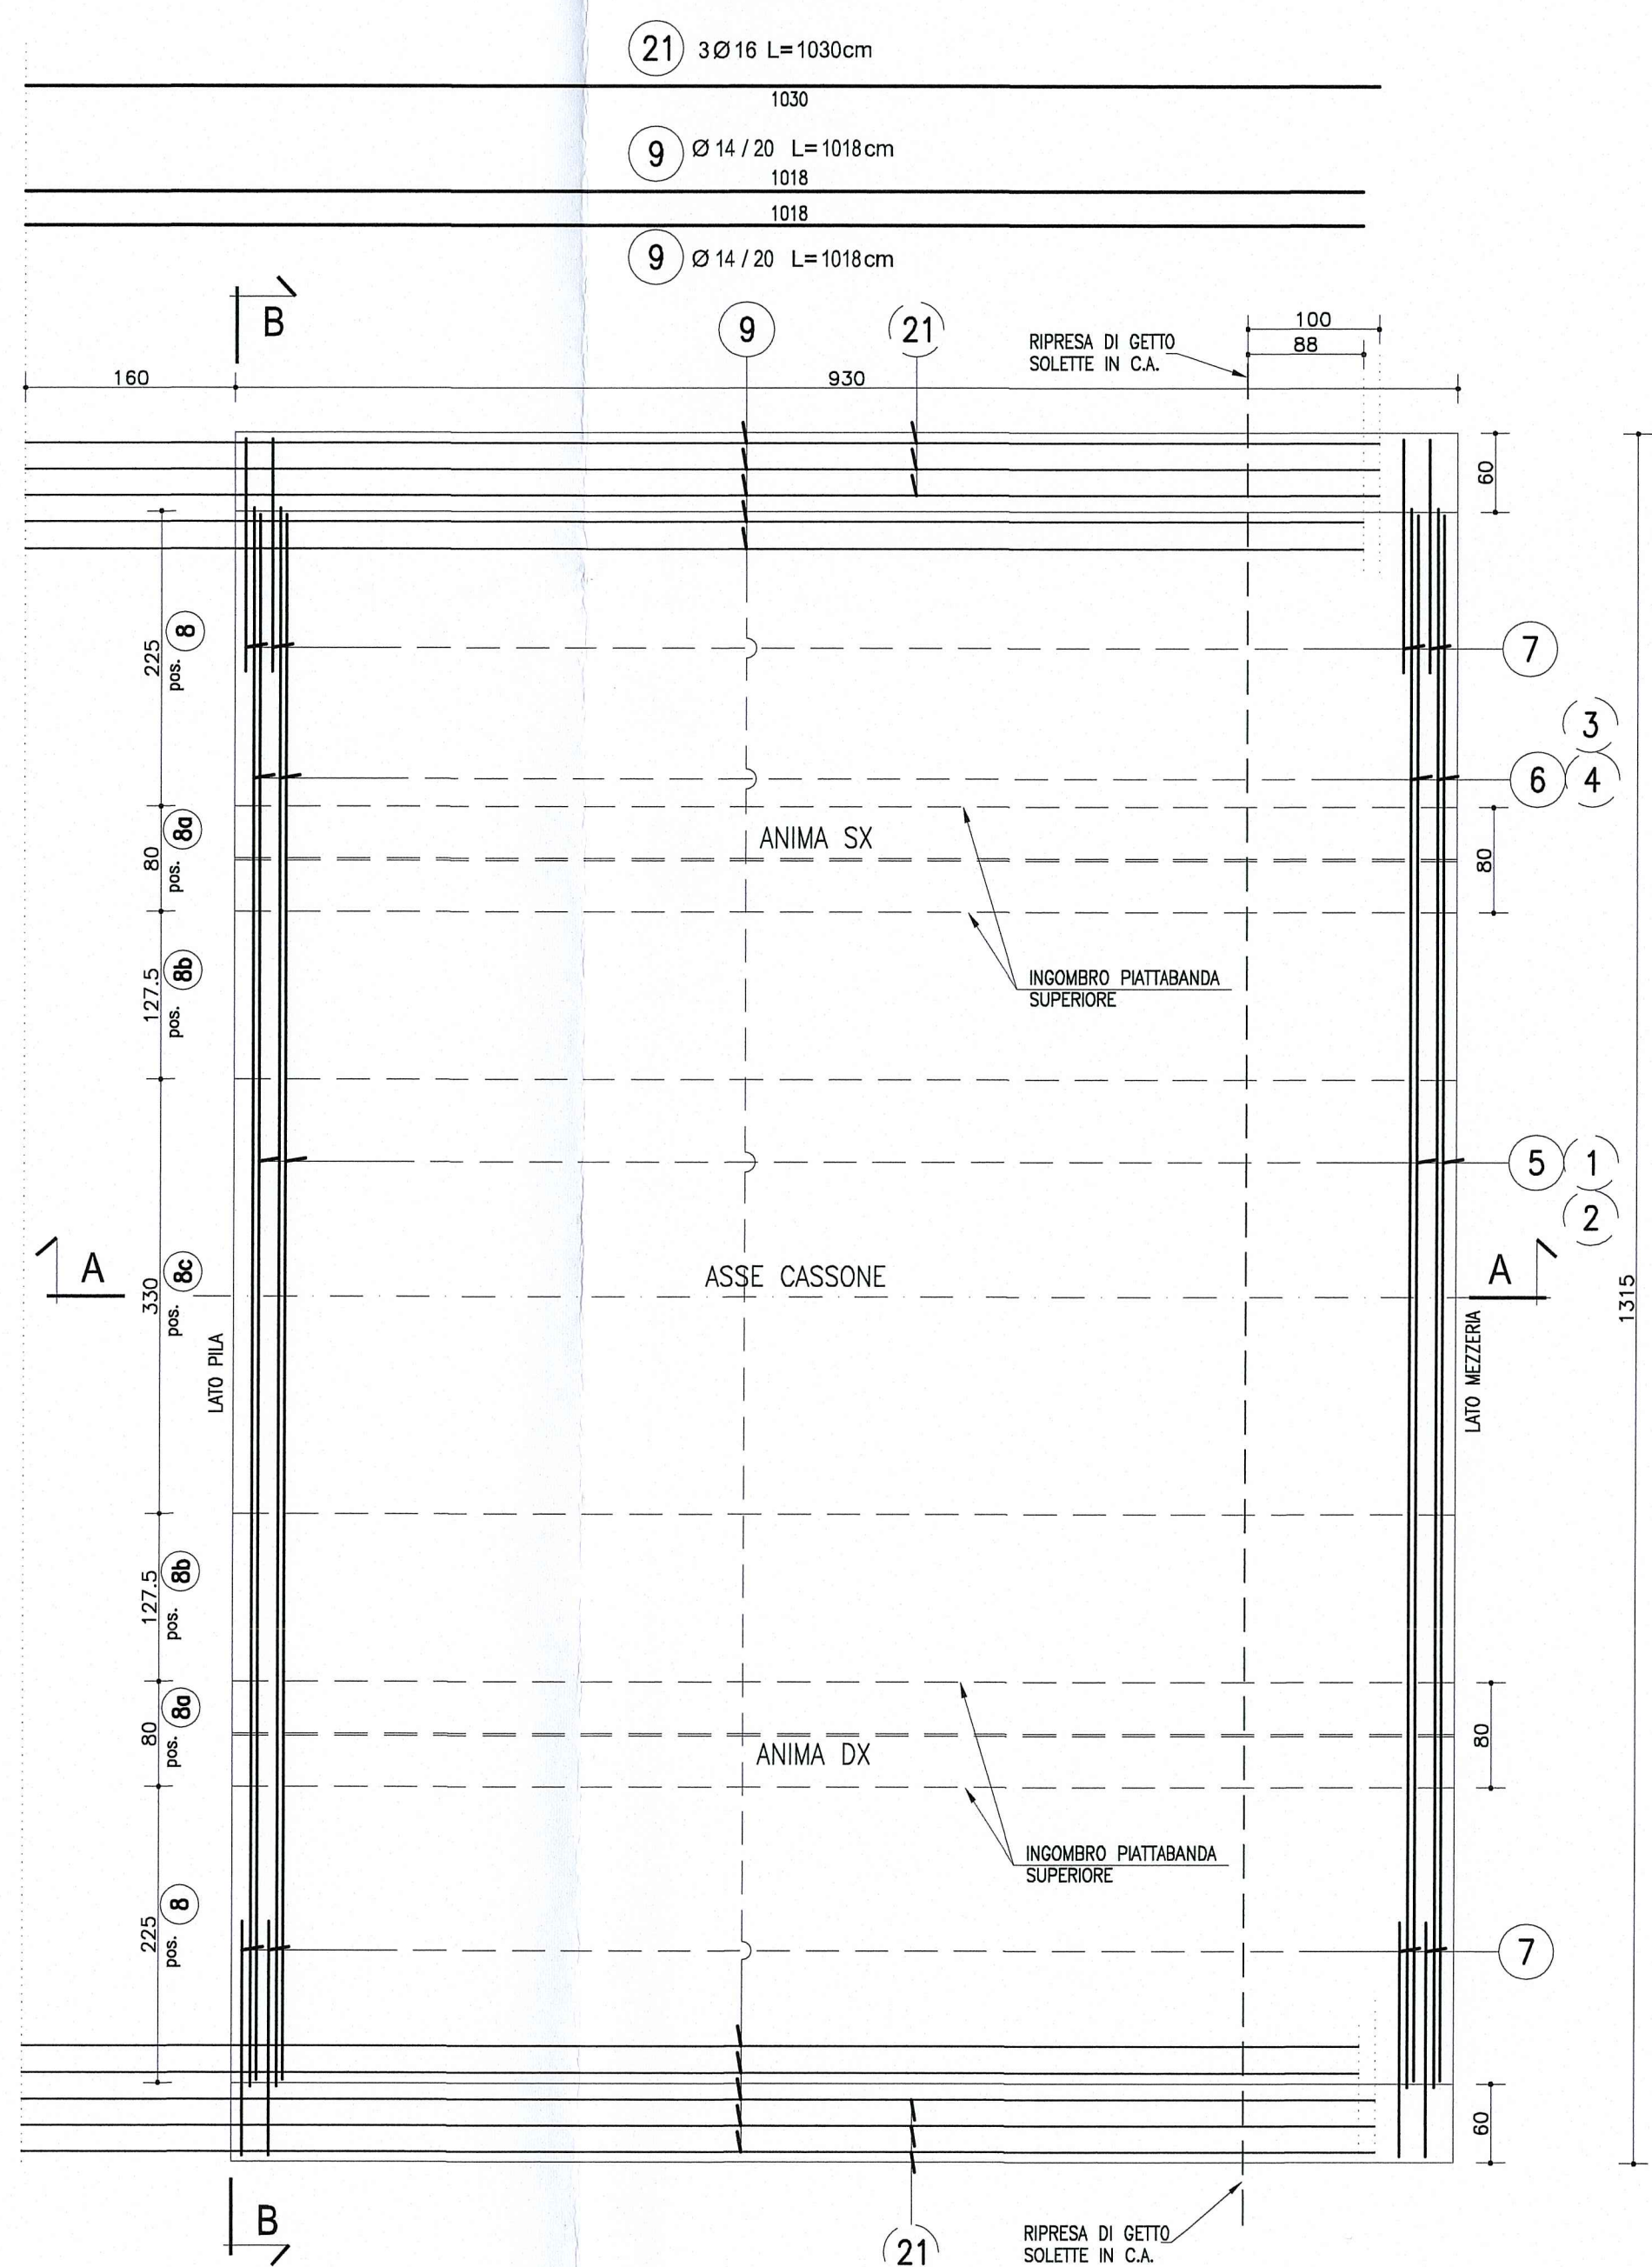 21 3Ø16 L=1030cm
1030
9 Ø14/20 L=1018cm
1018
1018
9 Ø14/20 L=1018cm
B
9
21
RIPRESA DI GETTO
SOLETTE IN C.A.
100
88
160
930
60
225
pos. 8
7
3
6 4
80
pos. 8a
ANIMA SX
80
127.5
pos. 8b
INGOMBRO PIATTABANDA
SUPERIORE
5 1
2
A
330
pos. 8c
ASSE CASSONE
A
1315
LATO PILA
LATO MEZZERIA
127.5
pos. 8b
80
pos. 8a
ANIMA DX
80
INGOMBRO PIATTABANDA
SUPERIORE
225
pos. 8
7
60
B
21
RIPRESA DI GETTO
SOLETTE IN C.A.